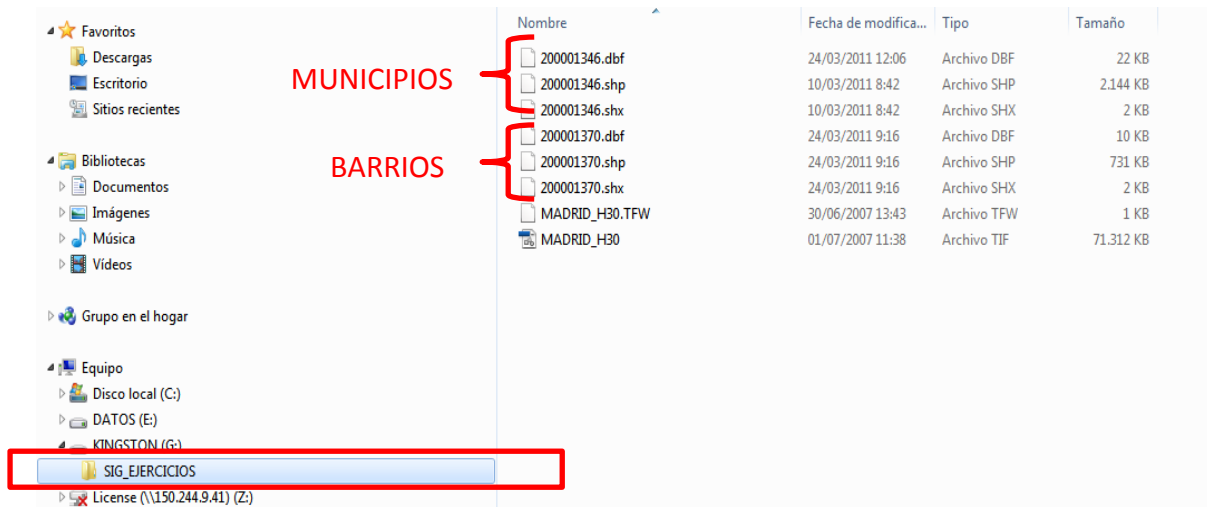 Favoritos
Descargas
Escritorio
Sitios recientes
Bibliotecas
Documentos
Imágenes
Música
Vídeos
Grupo en el hogar
Equipo
Disco local (C:)
DATOS (E:)
KINGSTON (G:)
SIG_EJERCICIOS
License (\\150.244.9.41) (Z:)
MUNICIPIOS
BARRIOS
Nombre Fecha de modifica... Tipo Tamaño
200001346.dbf 24/03/2011 12:06 Archivo DBF 22 KB
200001346.shp 10/03/2011 8:42 Archivo SHP 2.144 KB
200001346.shx 10/03/2011 8:42 Archivo SHX 2 KB
200001370.dbf 24/03/2011 9:16 Archivo DBF 10 KB
200001370.shp 24/03/2011 9:16 Archivo SHP 731 KB
200001370.shx 24/03/2011 9:16 Archivo SHX 2 KB
MADRID_H30.TFW 30/06/2007 13:43 Archivo TFW 1 KB
MADRID_H30 01/07/2007 11:38 Archivo TIF 71.312 KB